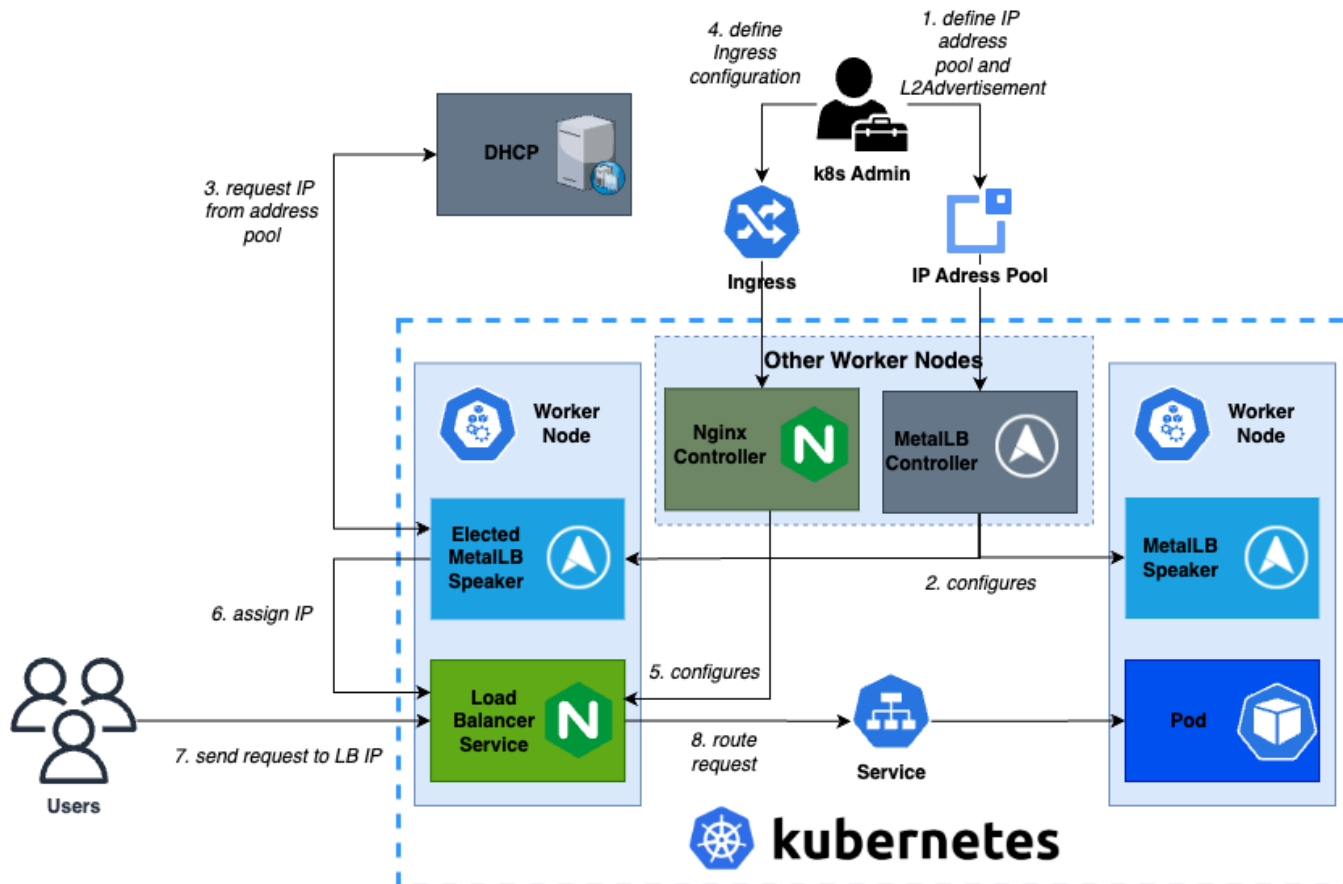 4. define
Ingress
configuration
1. define IP
address
pool and
L2Advertisement
k8s Admin
DHCP
3. request IP
from address
pool
Ingress
IP Adress Pool
Other Worker Nodes
Worker
Node
Nginx
Controller
MetalLB
Controller
Worker
Node
Elected
MetalLB
Speaker
MetalLB
Speaker
2. configures
6. assign IP
5. configures
Load
Balancer
Service
Pod
7. send request to LB IP
8. route
request
Service
Users
kubernetes